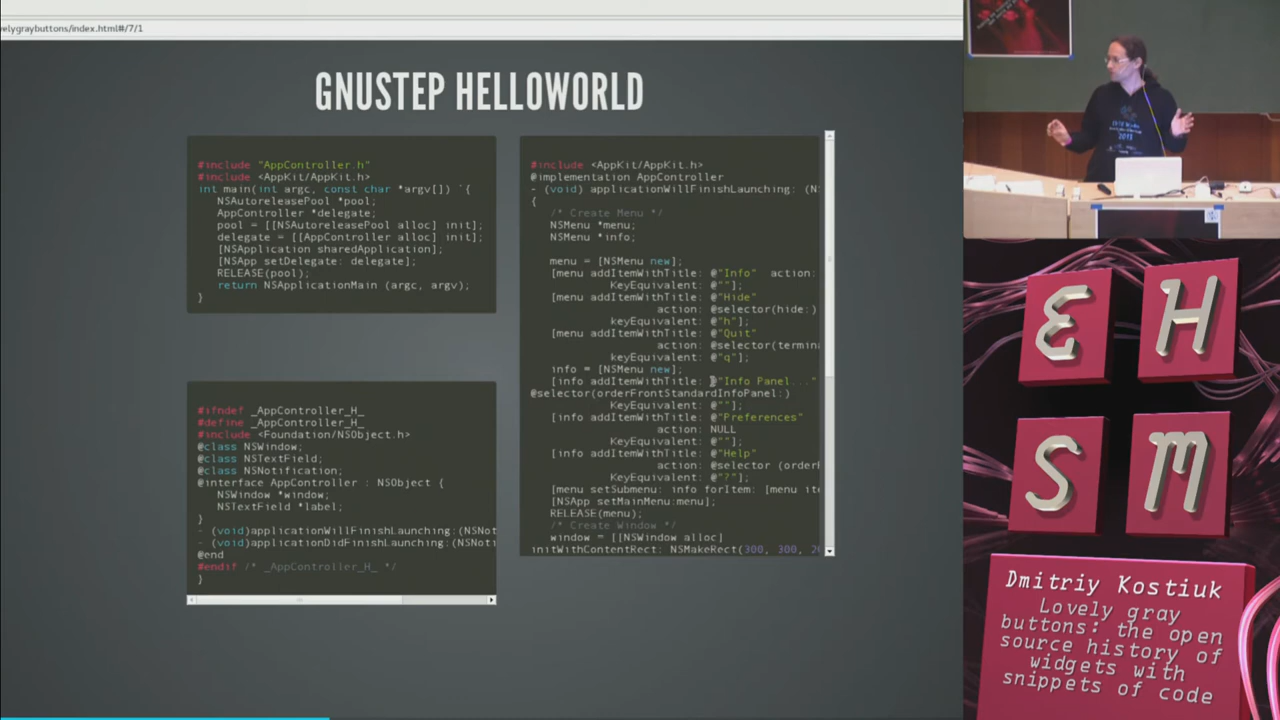 velygraybuttons/index.html#/7/1
GNUSTEP HELLOWORLD
#include "AppController.h"
#include <AppKit/AppKit.h>
int main(int argc, const char *argv[]) `{
NSAutoreleasePool *pool;
AppController *delegate;
pool = [[NSAutoreleasePool alloc] init];
delegate = [[AppController alloc] init];
[NSApplication sharedApplication];
[NSApp setDelegate: delegate];
RELEASE(pool);
return NSApplicationMain (argc, argv);
}
#ifndef _AppController_H_
#define _AppController_H_
#include <Foundation/NSObject.h>
@class NSWindow;
@class NSTextField;
@class NSNotification;
@interface AppController : NSObject {
NSWindow *window;
NSTextField *label;
}
- (void)applicationWillFinishLaunching:(NSNot
- (void)applicationDidFinishLaunching:(NSNoti
@end
#endif /* _AppController_H_ */
}
#include <AppKit/AppKit.h>
@implementation AppController
- (void) applicationWillFinishLaunching: (NS
{
/* Create Menu */
NSMenu *menu;
NSMenu *info;
menu = [NSMenu new];
[menu addItemWithTitle: @"Info" action:
KeyEquivalent: @""];
[menu addItemWithTitle: @"Hide"
action: @selector(hide:)
keyEquivalent: @"h"];
[menu addItemWithTitle: @"Quit"
action: @selector(termin
keyEquivalent: @"q"];
info = [NSMenu new];
[info addItemWithTitle: @"Info Panel..."
@selector(orderFrontStandardInfoPanel:)
KeyEquivalent: @""];
[info addItemWithTitle: @"Preferences"
action: NULL
KeyEquivalent: @""];
[info addItemWithTitle: @"Help"
action: @selector (orderF
KeyEquivalent: @"?"];
[menu setSubmenu: info forItem: [menu ite
[NSApp setMainMenu:menu];
RELEASE(menu);
/* Create Window */
window = [[NSWindow alloc]
initWithContentRect: NSMakeRect(300, 300, 20
EH
SM
Dmitriy Kostiuk
Lovely gray
buttons: the open
source history of
widgets with
snippets of code